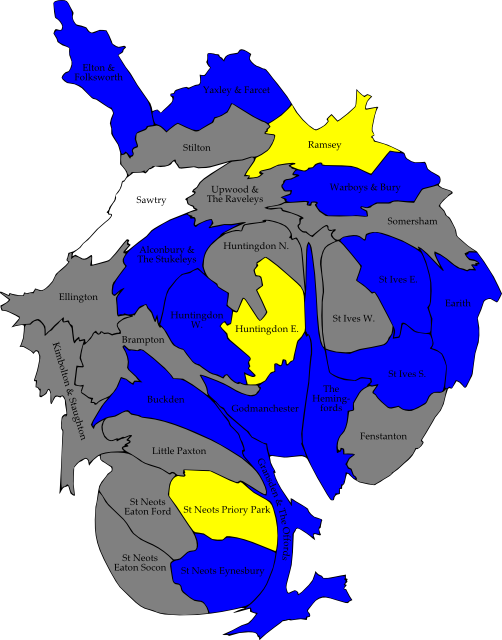 Elton &
Folksworth
Yaxley & Farcet
Stilton
Ramsey
Sawtry
Upwood &
The Raveleys
Warboys & Bury
Somersham
Alconbury &
The Stukeleys
Huntingdon N.
St Ives E.
Earith
Ellington
Huntingdon
W.
Huntingdon E.
St Ives W.
Brampton
Kimbolton & Staughton
Buckden
Godmanchester
The
Heming-
fords
St Ives S.
Fenstanton
Little Paxton
Gransden & The Offords
St Neots
Eaton Ford
St Neots Priory Park
St Neots
Eaton Socon
St Neots Eynesbury